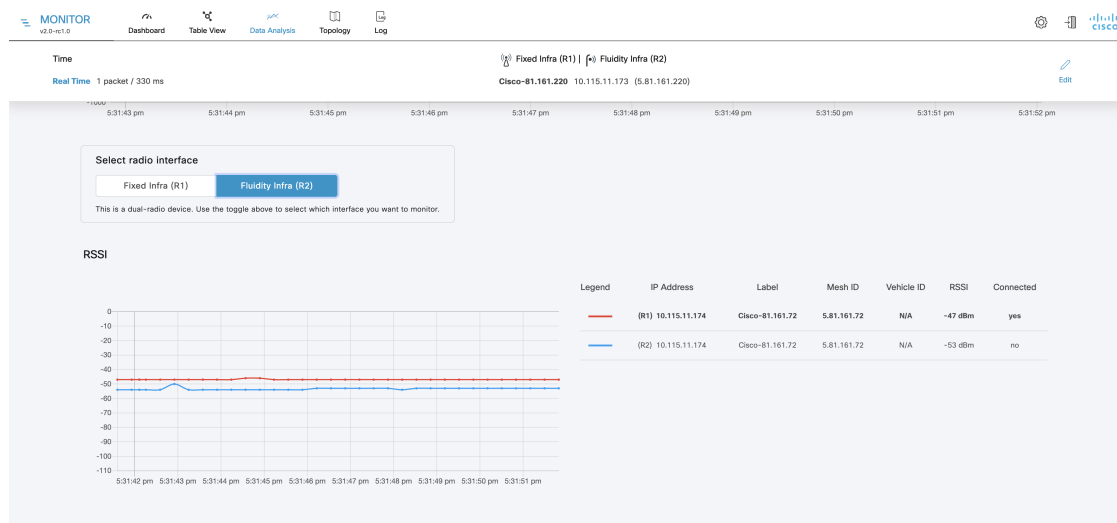 MONITOR
v2.0-rc1.0
Dashboard
Table View
Data Analysis
Topology
Log
Log
CISCO
Time
Fixed Infra (R1) | Fluidity Infra (R2)
Real Time 1 packet / 330 ms
Cisco-81.161.220 10.115.11.173 (5.81.161.220)
Edit
-1000
5:31:43 pm 5:31:44 pm 5:31:45 pm 5:31:46 pm 5:31:47 pm 5:31:48 pm 5:31:49 pm 5:31:50 pm 5:31:51 pm 5:31:52 pm
Select radio interface
Fixed Infra (R1) Fluidity Infra (R2)
This is a dual-radio device. Use the toggle above to select which interface you want to monitor.
RSSI
Legend IP Address Label Mesh ID Vehicle ID RSSI Connected
(R1) 10.115.11.174 Cisco-81.161.72 5.81.161.72 N/A -47 dBm yes
(R2) 10.115.11.174 Cisco-81.161.72 5.81.161.72 N/A -53 dBm no
0
-10
-20
-30
-40
-50
-60
-70
-80
-90
-100
-110
5:31:42 pm 5:31:43 pm 5:31:44 pm 5:31:45 pm 5:31:46 pm 5:31:47 pm 5:31:48 pm 5:31:49 pm 5:31:50 pm 5:31:51 pm